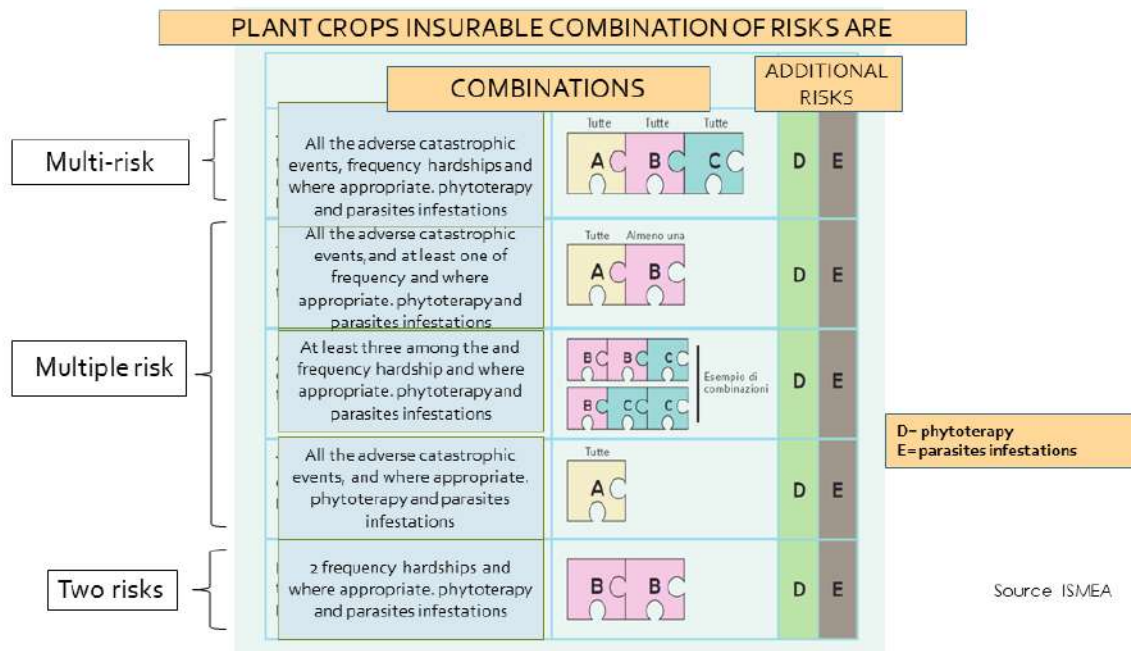 PLANT CROPS INSURABLE COMBINATION OF RISKS ARE
COMBINATIONS
ADDITIONAL
RISKS
Multi-risk
All the adverse catastrophic
events, frequency hardships and
where appropriate. phytoterapy
and parasites infestations
Tutte Tutte Tutte
A B C
D E
Multiple risk
All the adverse catastrophic
events,and at least one of
frequency and where
appropriate. phytoterapy and
parasites infestations
Tutte Almeno una
A B
D E
At least three among the and
frequency hardship and where
appropriate. phytoterapy and
parasites infestations
B B C
B C C
Esempio di
combinazioni
D E
All the adverse catastrophic
events, and where appropriate.
phytoterapy and parasites
infestations
Tutte
A
D E
Two risks
2 frequency hardships and
where appropriate. phytoterapy
and parasites infestations
B B
D E
D= phytoterapy
E= parasites infestations
Source ISMEA